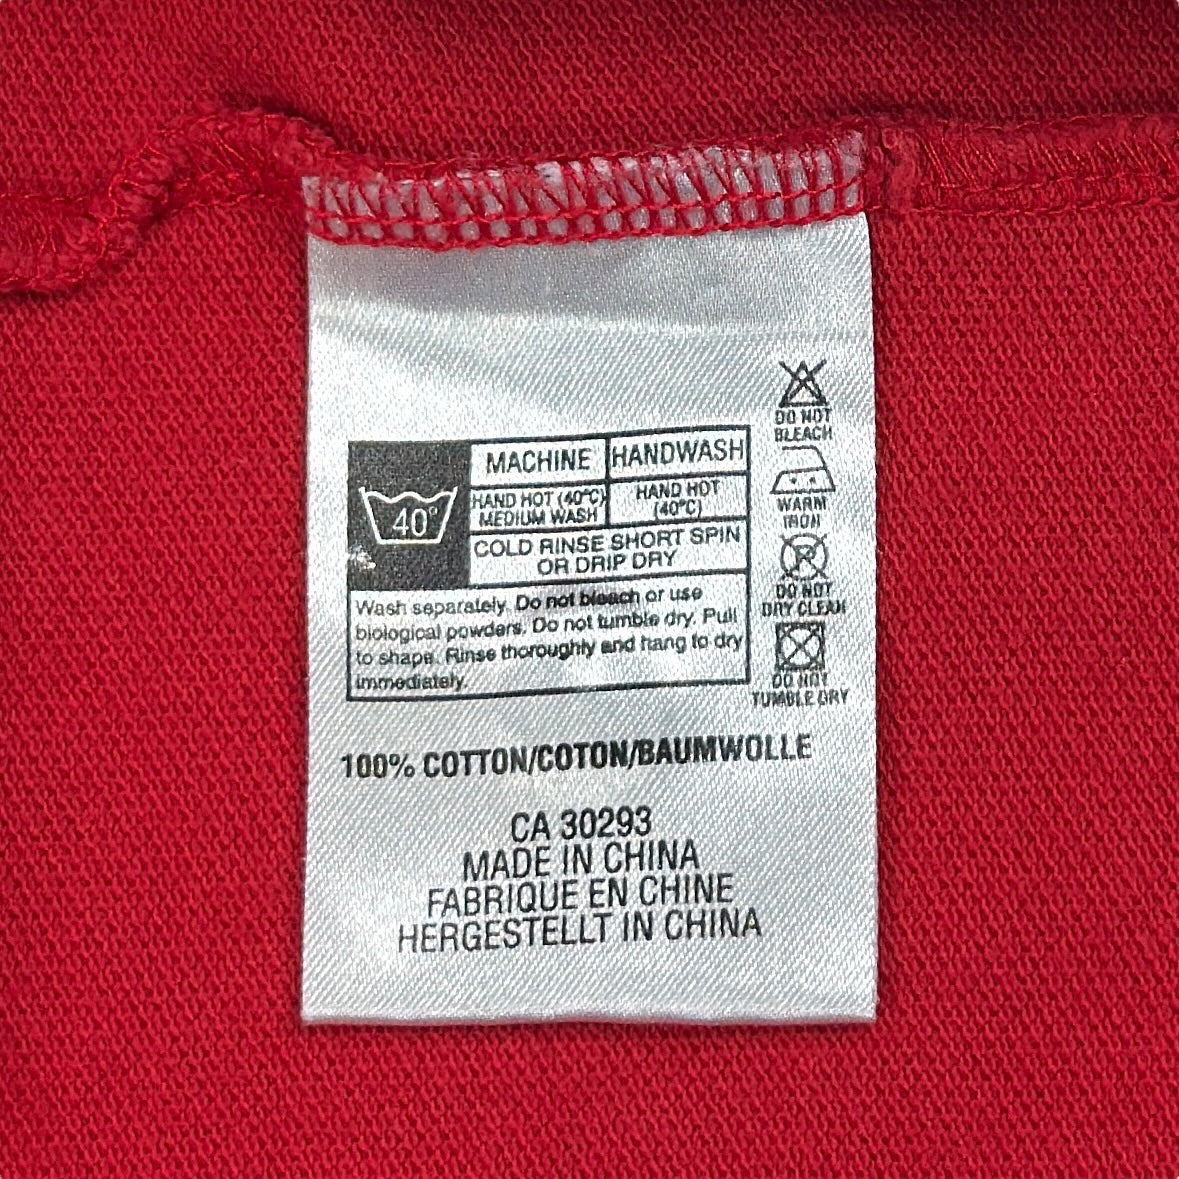 MACHINE HANDWASH
HAND HOT (40°C)
MEDIUM WASH
HAND HOT
(40°C)
40°
COLD RINSE SHORT SPIN
OR DRIP DRY
Wash separately. Do not bleach or use
biological powders. Do not tumble dry. Pull
to shape. Rinse thoroughly and hang to dry
immediately.
DO NOT
BLEACH
WARM
IRON
R
DO NOT
DRY CLEAN
DO NOT
TUMBLE DRY
100% COTTON/COTON/BAUMWOLLE
CA 30293
MADE IN CHINA
FABRIQUE EN CHINE
HERGESTELLT IN CHINA